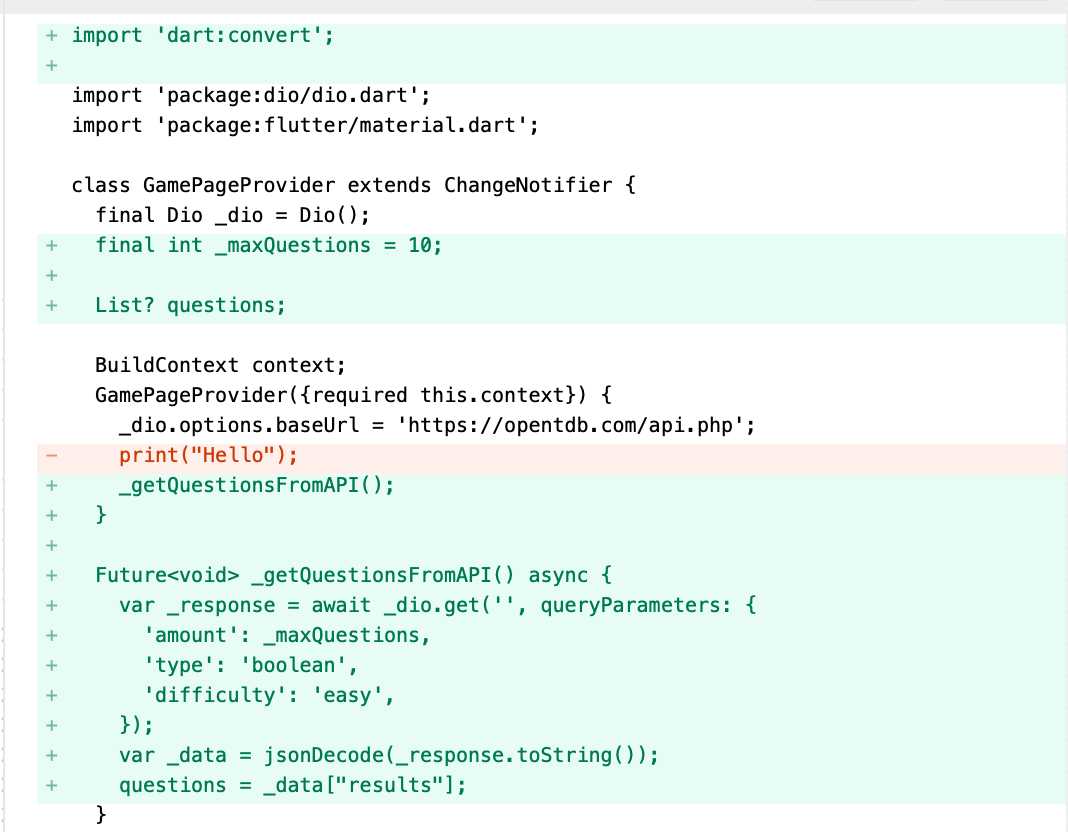 + import 'dart:convert';
+
import 'package:dio/dio.dart';
import 'package:flutter/material.dart';
class GamePageProvider extends ChangeNotifier {
final Dio _dio = Dio();
+ final int _maxQuestions = 10;
+
+ List? questions;
BuildContext context;
GamePageProvider({required this.context}) {
_dio.options.baseUrl = 'https://opentdb.com/api.php';
- print("Hello");
+ _getQuestionsFromAPI();
+ }
+
+ Future<void> _getQuestionsFromAPI() async {
+ var _response = await _dio.get('', queryParameters: {
+ 'amount': _maxQuestions,
+ 'type': 'boolean',
+ 'difficulty': 'easy',
+ });
+ var _data = jsonDecode(_response.toString());
+ questions = _data["results"];
}